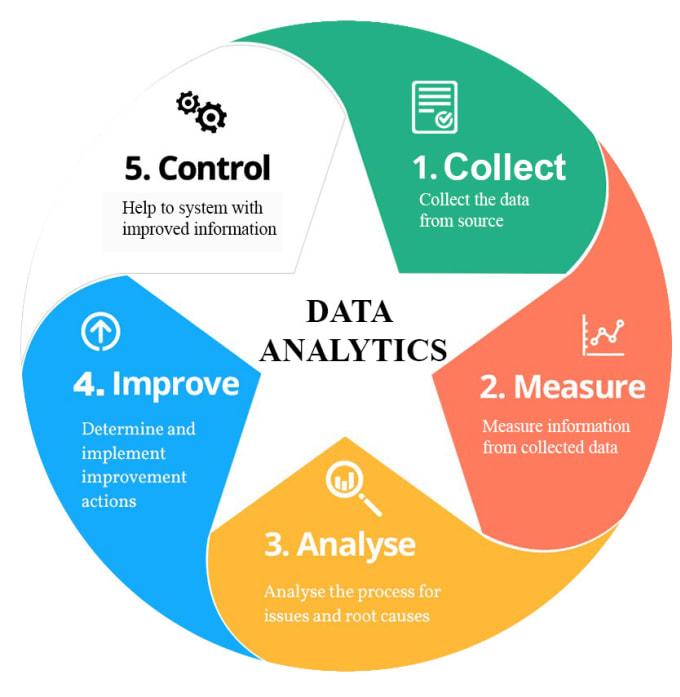 DATA
ANALYTICS
1. Collect
Collect the data
from source
2. Measure
Measure information
from collected data
3. Analyse
Analyse the process for
issues and root causes
4. Improve
Determine and
implement
improvement
actions
5. Control
Help to system with
improved information